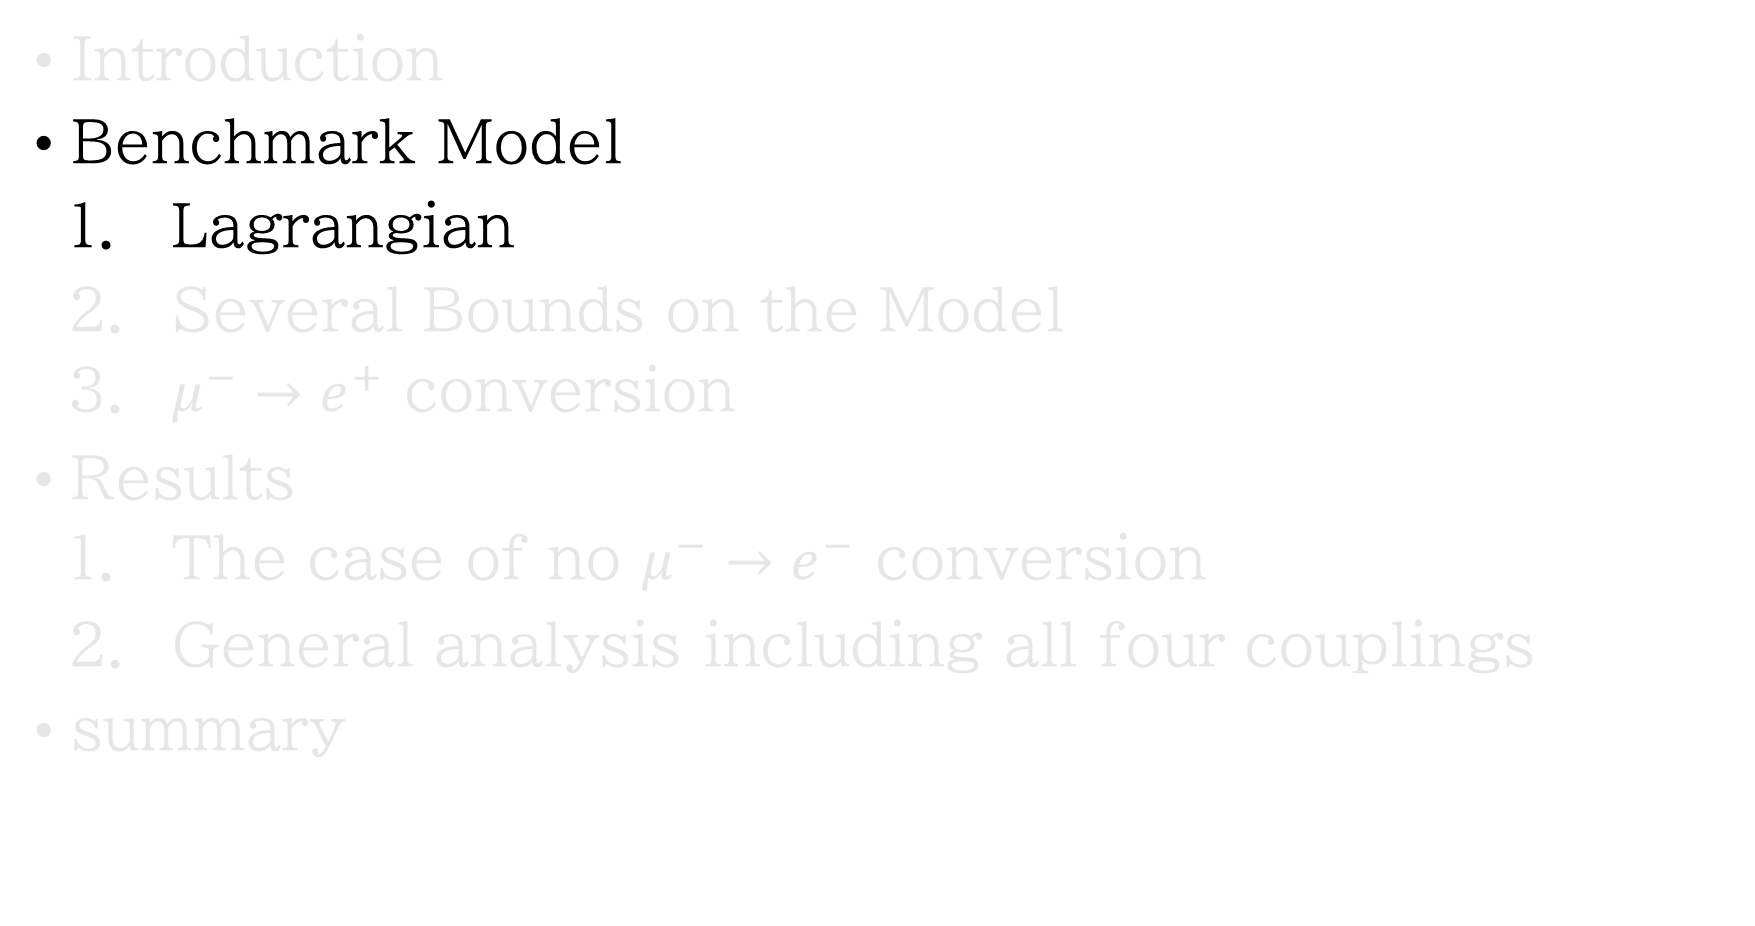 • Introduction
• Benchmark Model
1. Lagrangian
2. Several Bounds on the Model
3. μ⁻ → e⁺ conversion
• Results
1. The case of no μ⁻ → e⁻ conversion
2. General analysis including all four couplings
• summary